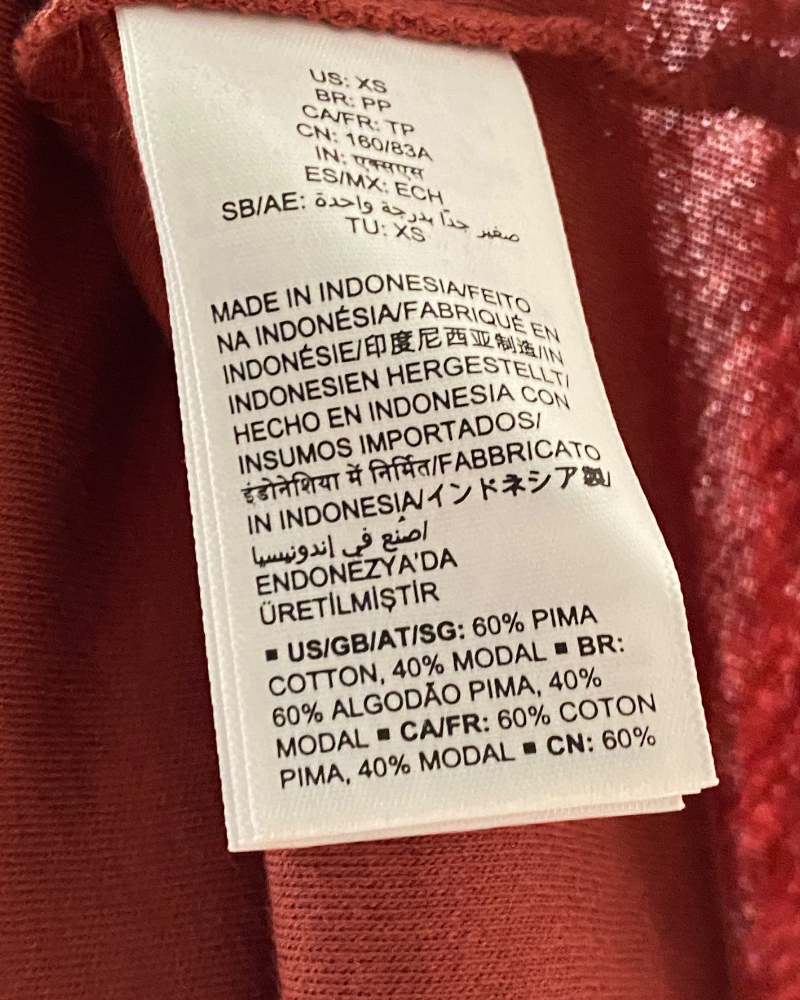 US: XS
BR: PP
CA/FR: TP
CN: 160/83A
IN: एक्सएस
ES/MX: ECH
SB/AE: صغير جدًا بدرجة واحدة
TU: XS
MADE IN INDONESIA/FEITO
NA INDONÉSIA/FABRIQUÉ EN
INDONÉSIE/印度尼西亚制造/IN
INDONESIEN HERGESTELLT/
HECHO EN INDONESIA CON
INSUMOS IMPORTADOS/
इंडोनेशिया में निर्मित/FABBRICATO
IN INDONESIA/インドネシア製/
صُنع في إندونيسيا/
ENDONEZYA'DA
ÜRETİLMİŞTİR
■ US/GB/AT/SG: 60% PIMA
COTTON, 40% MODAL ■ BR:
60% ALGODÃO PIMA, 40%
MODAL ■ CA/FR: 60% COTON
PIMA, 40% MODAL ■ CN: 60%